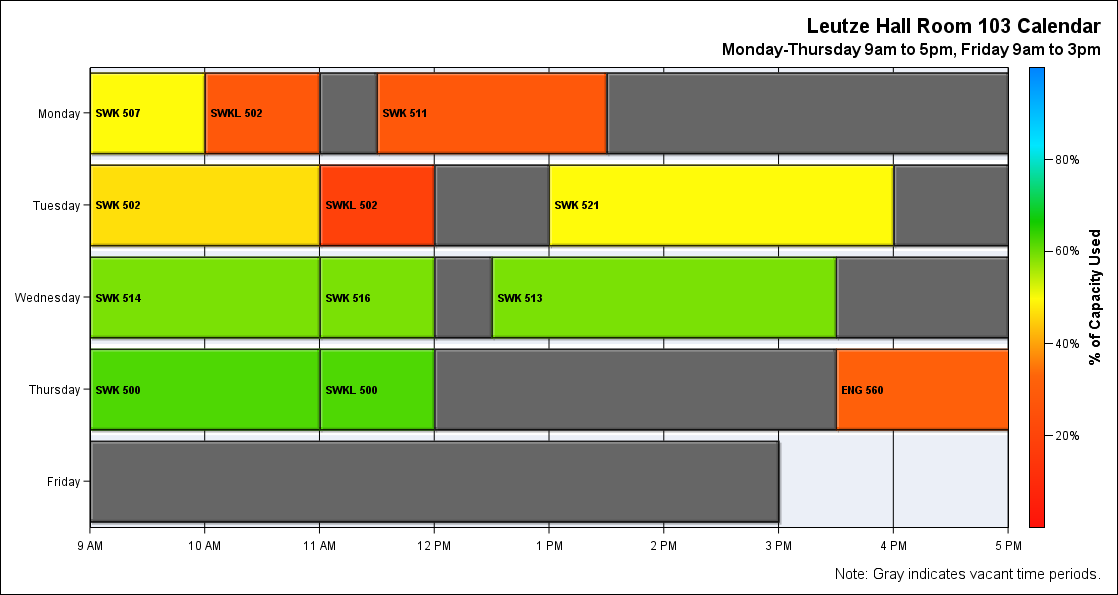 Leutze Hall Room 103 Calendar
Monday-Thursday 9am to 5pm, Friday 9am to 3pm
Monday
SWK 507
SWKL 502
SWK 511
Tuesday
SWK 502
SWKL 502
SWK 521
Wednesday
SWK 514
SWK 516
SWK 513
Thursday
SWK 500
SWKL 500
ENG 560
Friday
9 AM
10 AM
11 AM
12 PM
1 PM
2 PM
3 PM
4 PM
5 PM
80%
60%
40%
20%
% of Capacity Used
Note: Gray indicates vacant time periods.